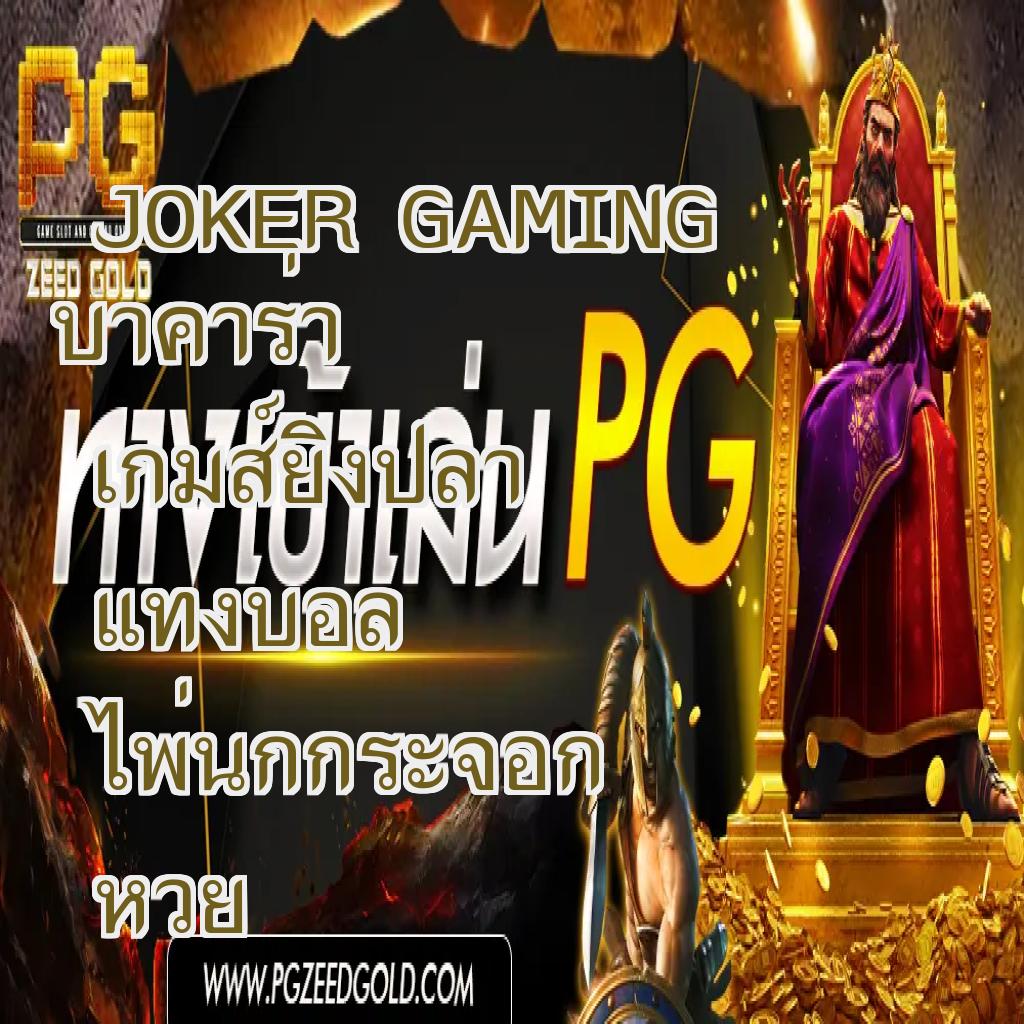 PG
ZEED GOLD
JOKER GAMING
บาคาร่า
ทางเข้าเล่น PG
เกมส์ยิงปลา
แทงบอล
ไพ่นกกระจอก
หวย
WWW.PGZEEDGOLD.COM